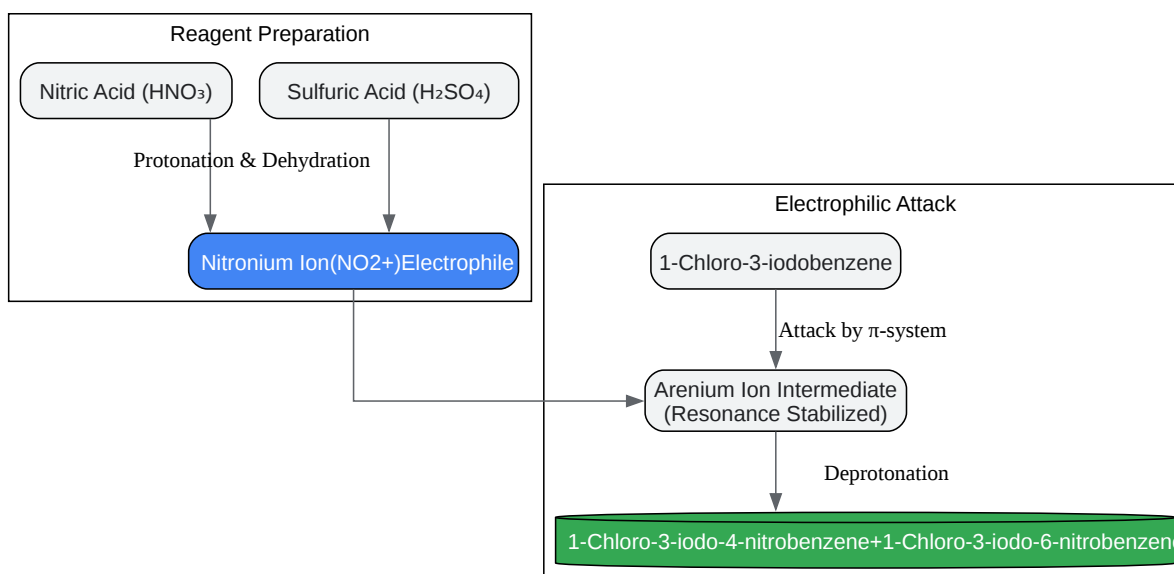 Reagent Preparation
Nitric Acid (HNO₃)
Sulfuric Acid (H₂SO₄)
Protonation & Dehydration
Nitronium Ion(NO2+)Electrophile
Electrophilic Attack
1-Chloro-3-iodobenzene
Attack by π-system
Arenium Ion Intermediate
(Resonance Stabilized)
Deprotonation
1-Chloro-3-iodo-4-nitrobenzene+1-Chloro-3-iodo-6-nitrobenzene